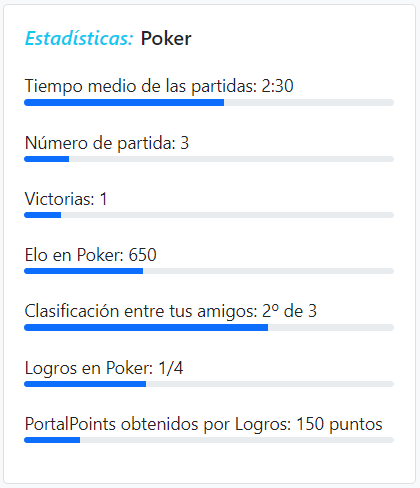 Estadísticas: Poker
Tiempo medio de las partidas: 2:30
Número de partida: 3
Victorias: 1
Elo en Poker: 650
Clasificación entre tus amigos: 2º de 3
Logros en Poker: 1/4
PortalPoints obtenidos por Logros: 150 puntos